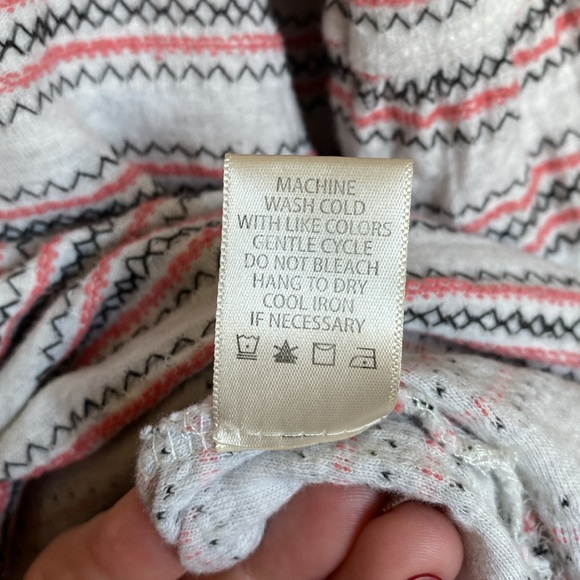 MACHINE
WASH COLD
WITH LIKE COLORS
GENTLE CYCLE
DO NOT BLEACH
HANG TO DRY
COOL IRON
IF NECESSARY